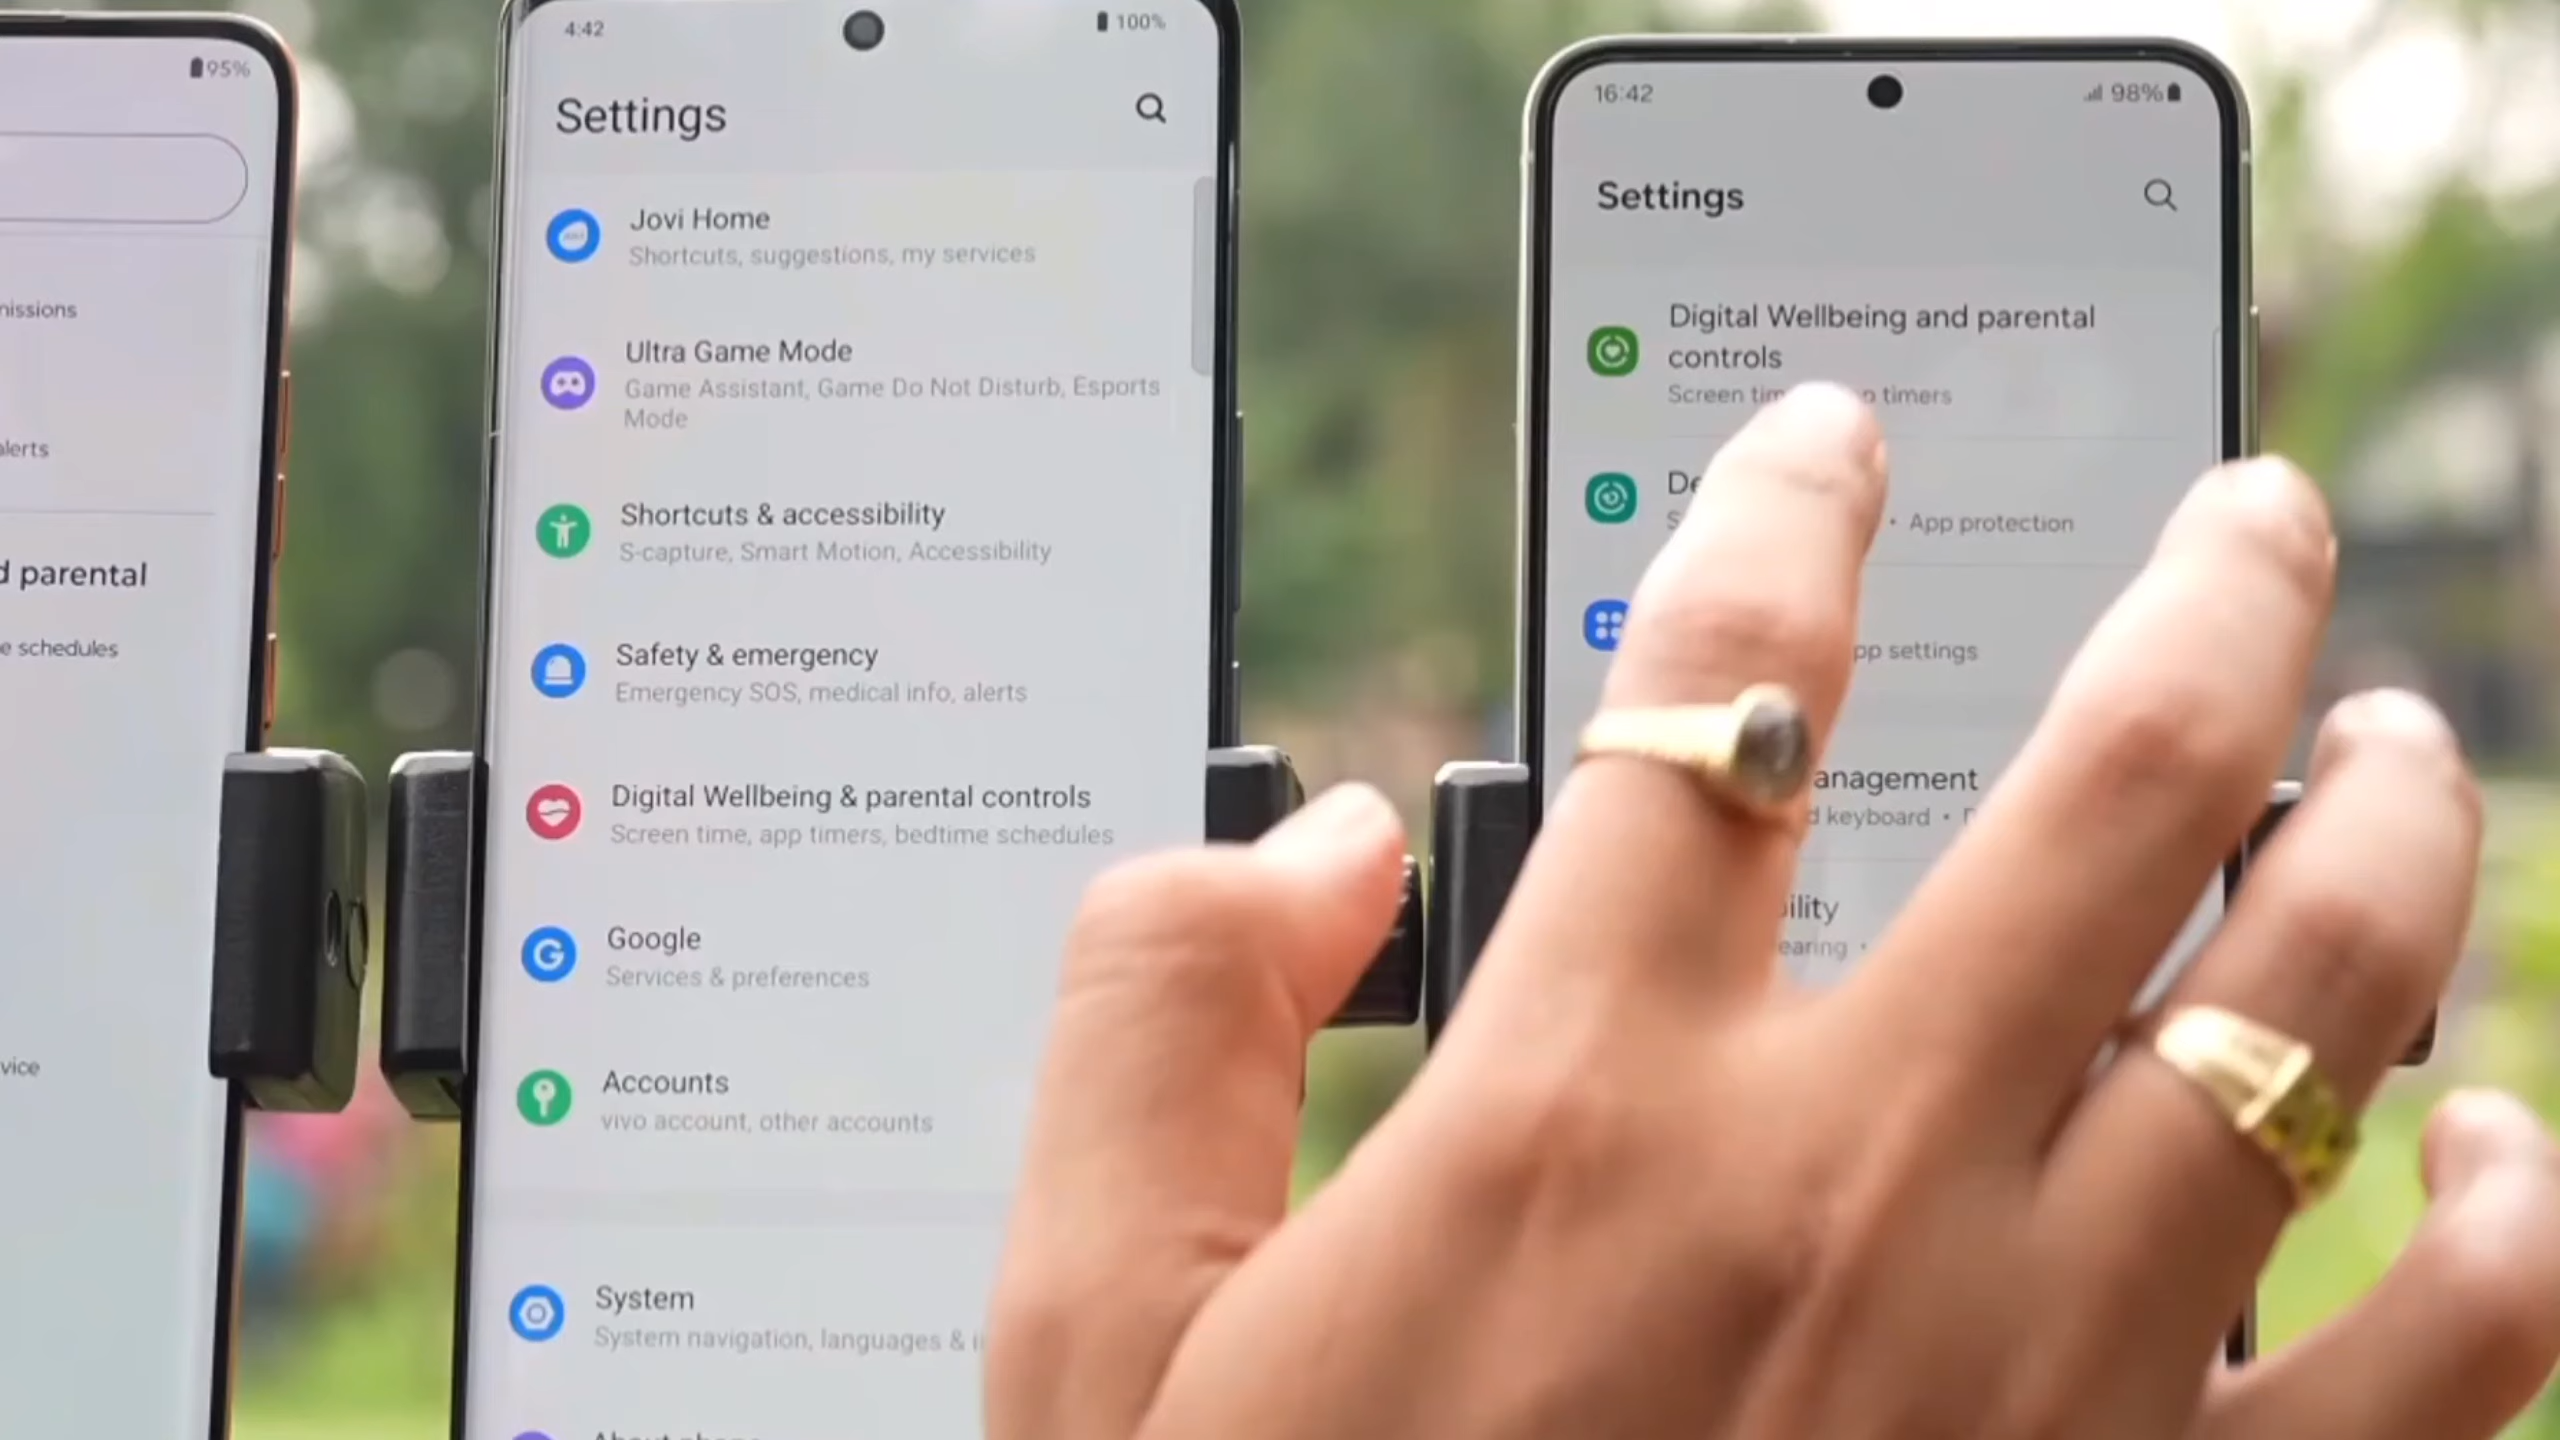 95%
missions
alerts
d parental
e schedules
vice
4:42
100%
Settings
Jovi Home
Shortcuts, suggestions, my services
Ultra Game Mode
Game Assistant, Game Do Not Disturb, Esports
Mode
Shortcuts & accessibility
S-capture, Smart Motion, Accessibility
Safety & emergency
Emergency SOS, medical info, alerts
Digital Wellbeing & parental controls
Screen time, app timers, bedtime schedules
Google
Services & preferences
Accounts
vivo account, other accounts
System
System navigation, languages & i
About phone
16:42
98%
Settings
Digital Wellbeing and parental
controls
Screen tim p timers
De
S • App protection
pp settings
anagement
d keyboard •
ility
earing •